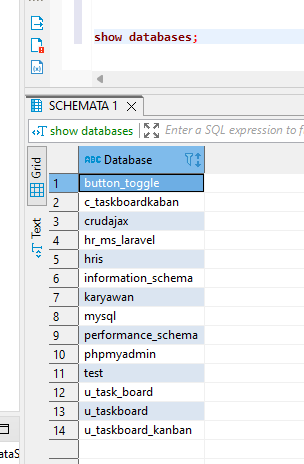 show databases;
SCHEMATA 1
show databases
Enter a SQL expression to f
Grid
Text
ABC Database
1 button_toggle
2 c_taskboardkaban
3 crudajax
4 hr_ms_laravel
5 hris
6 information_schema
7 karyawan
8 mysql
9 performance_schema
10 phpmyadmin
11 test
12 u_task_board
13 u_taskboard
14 u_taskboard_kanban
dataS